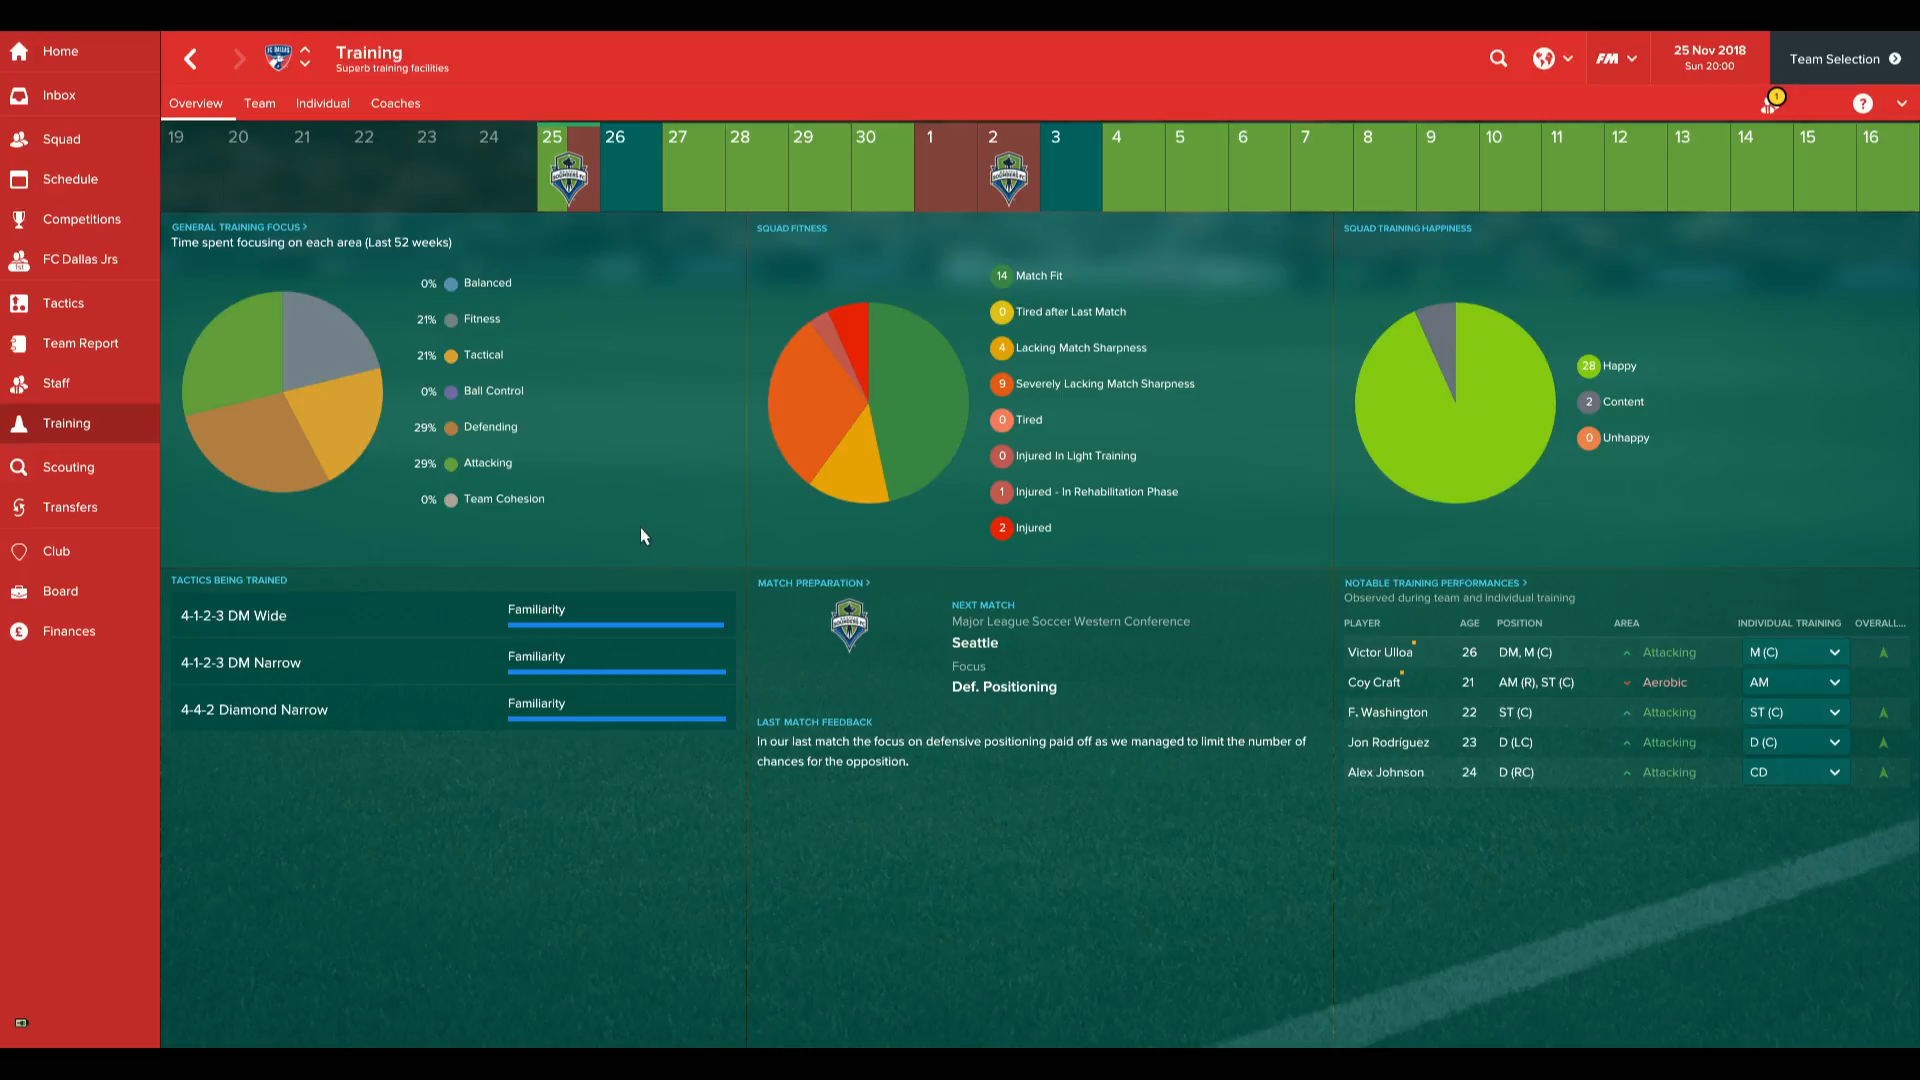 Home
Inbox
Squad
Schedule
Competitions
1st
FC Dallas Jrs
Tactics
Team Report
Staff
Training
Scouting
Transfers
Club
Board
Finances
FC DALLAS
Training
Superb training facilities
FM
25 Nov 2018
Sun 20:00
Team Selection
Overview Team Individual Coaches
1
?
19 20 21 22 23 24 25 26 27 28 29 30 1 2 3 4 5 6 7 8 9 10 11 12 13 14 15 16
SOUNDERS FC
SOUNDERS FC
GENERAL TRAINING FOCUS >
Time spent focusing on each area (Last 52 weeks)
0% Balanced
21% Fitness
21% Tactical
0% Ball Control
29% Defending
29% Attacking
0% Team Cohesion
SQUAD FITNESS
14 Match Fit
0 Tired after Last Match
4 Lacking Match Sharpness
9 Severely Lacking Match Sharpness
0 Tired
0 Injured In Light Training
1 Injured - In Rehabilitation Phase
2 Injured
SQUAD TRAINING HAPPINESS
28 Happy
2 Content
0 Unhappy
TACTICS BEING TRAINED
4-1-2-3 DM Wide Familiarity
4-1-2-3 DM Narrow Familiarity
4-4-2 Diamond Narrow Familiarity
MATCH PREPARATION >
SOUNDERS FC
NEXT MATCH
Major League Soccer Western Conference
Seattle
Focus
Def. Positioning
LAST MATCH FEEDBACK
In our last match the focus on defensive positioning paid off as we managed to limit the number of
chances for the opposition.
NOTABLE TRAINING PERFORMANCES >
Observed during team and individual training
PLAYER AGE POSITION AREA INDIVIDUAL TRAINING OVERALL...
Victor Ulloa 26 DM, M (C) Attacking M (C)
Coy Craft 21 AM (R), ST (C) Aerobic AM
F. Washington 22 ST (C) Attacking ST (C)
Jon Rodríguez 23 D (LC) Attacking D (C)
Alex Johnson 24 D (RC) Attacking CD